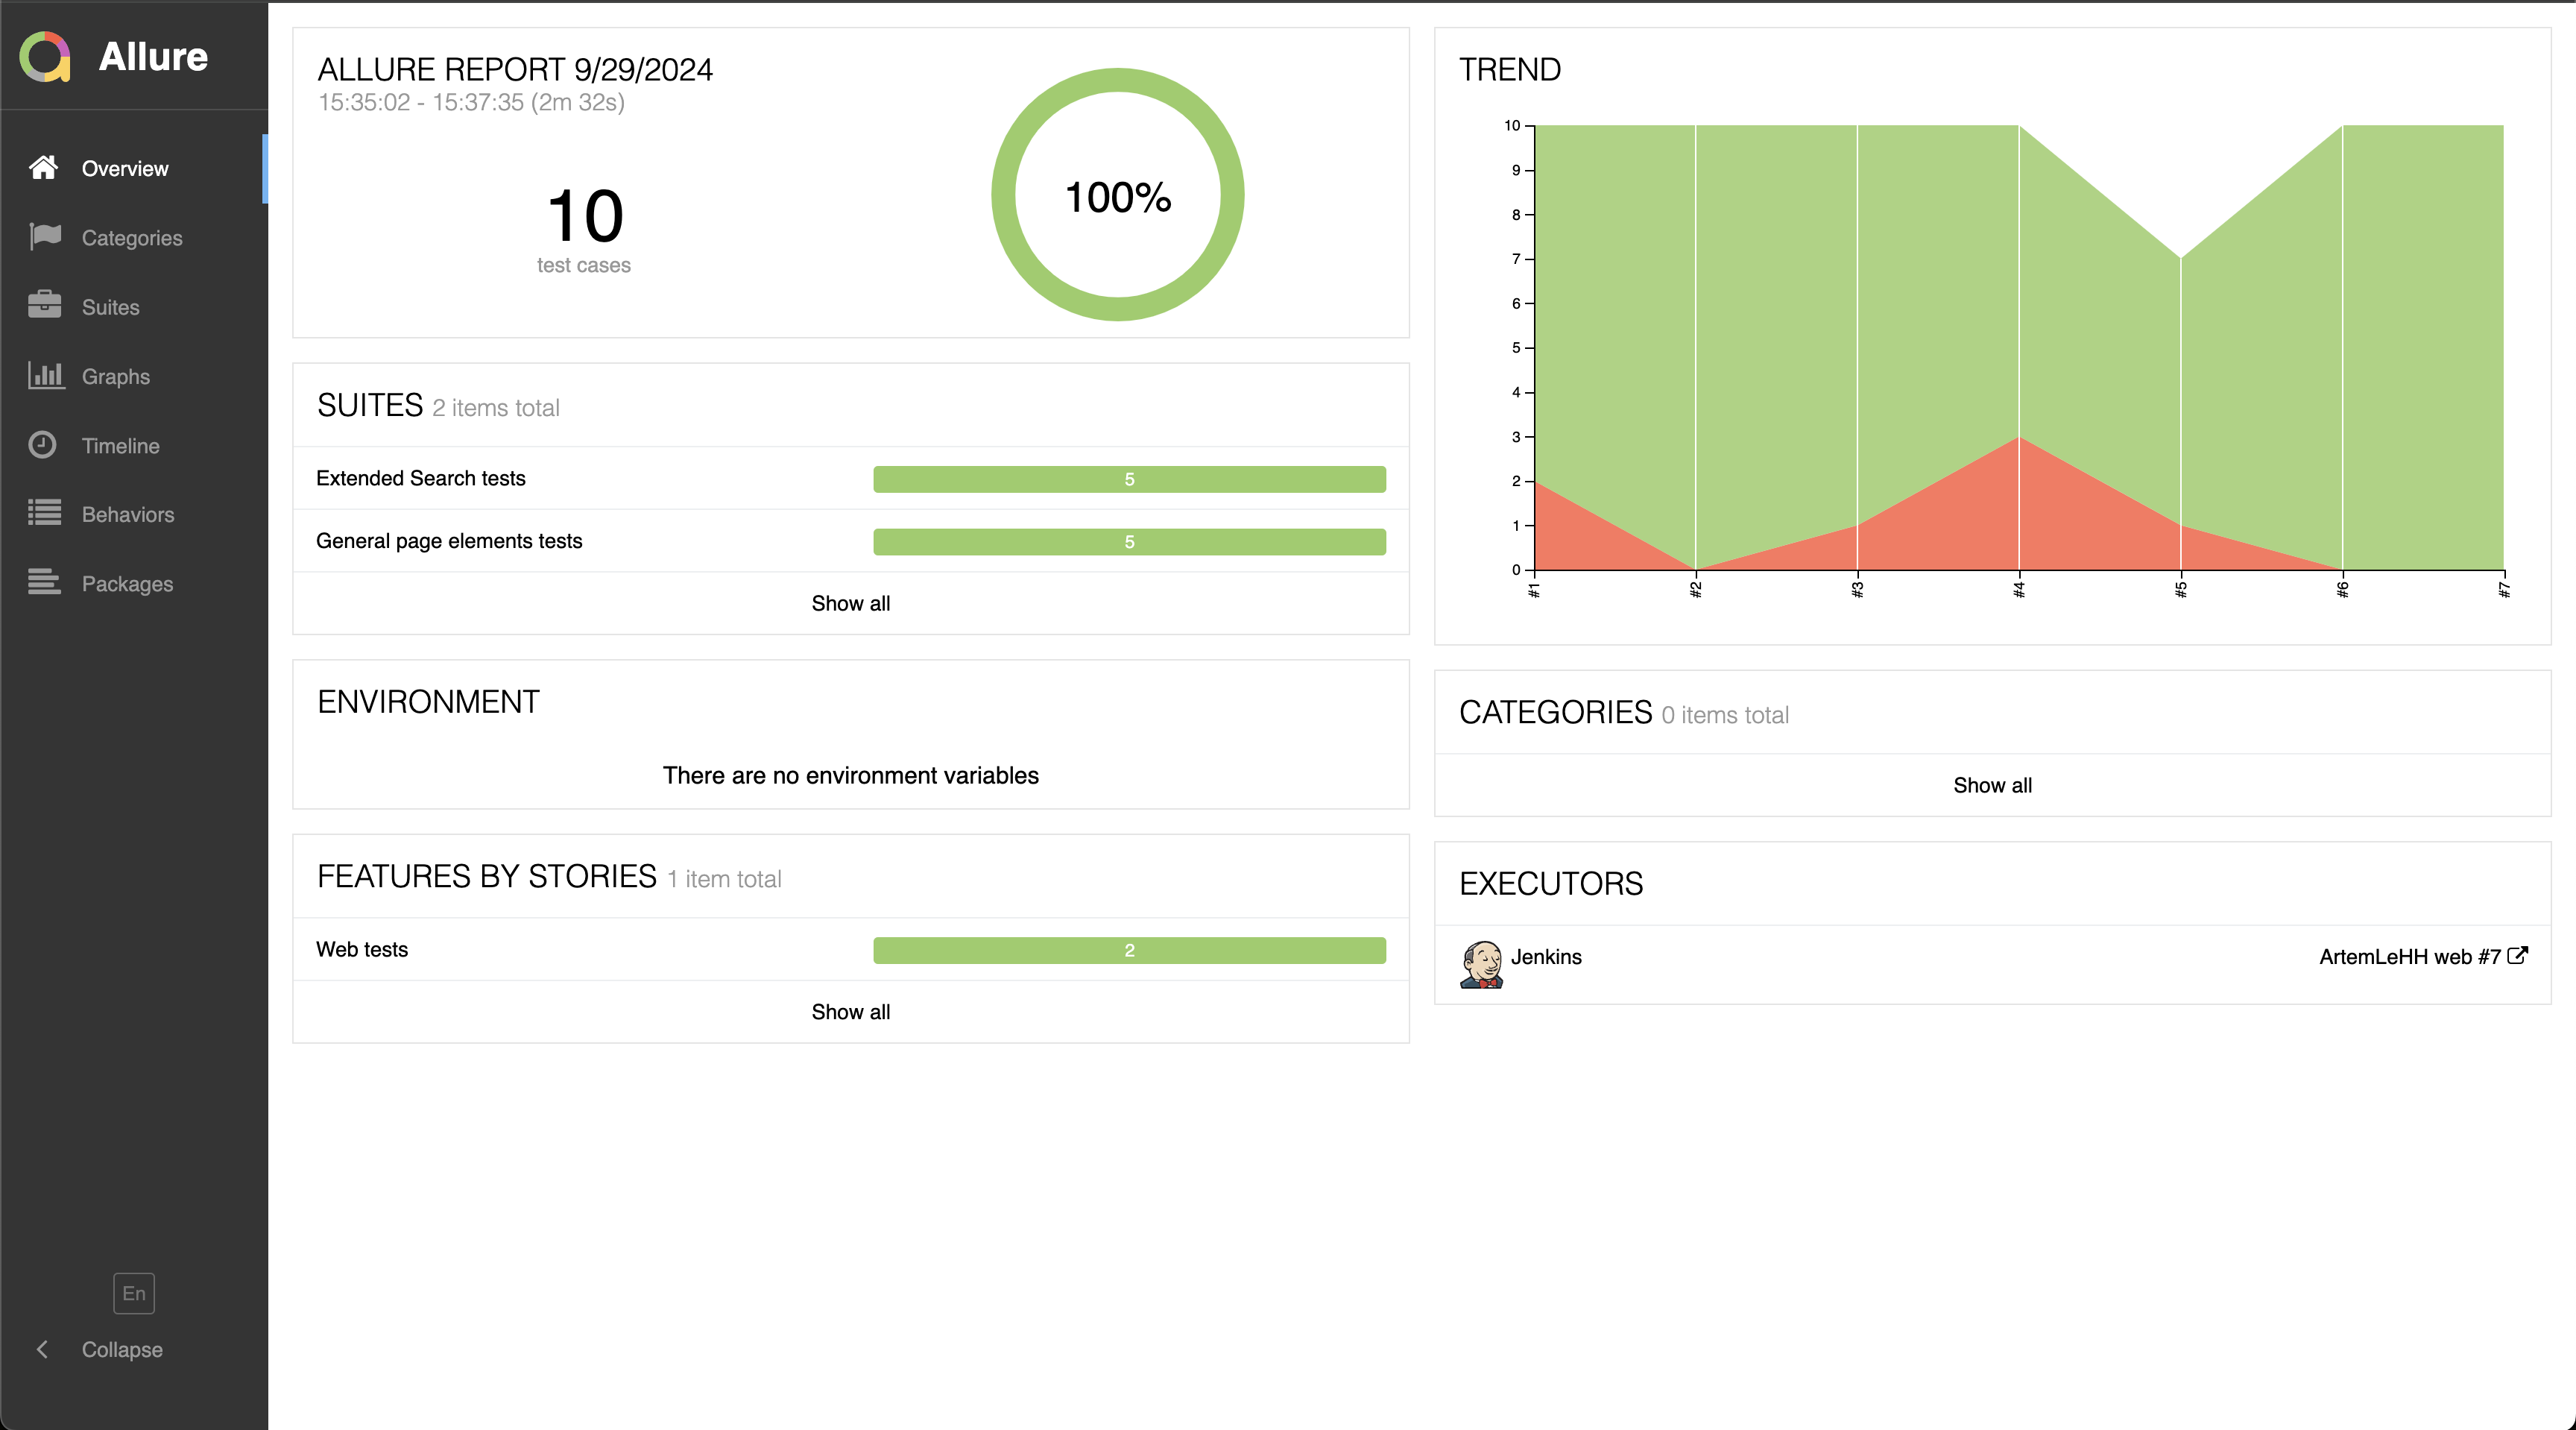 Allure
Overview
Categories
Suites
Graphs
Timeline
Behaviors
Packages
En
Collapse
ALLURE REPORT 9/29/2024
15:35:02 - 15:37:35 (2m 32s)
10
test cases
100%
SUITES 2 items total
Extended Search tests 5
General page elements tests 5
Show all
ENVIRONMENT
There are no environment variables
FEATURES BY STORIES 1 item total
Web tests 2
Show all
TREND
10
9
8
7
6
5
4
3
2
1
0
#1 #2 #3 #4 #5 #6 #7
CATEGORIES 0 items total
Show all
EXECUTORS
Jenkins ArtemLeHH web #7